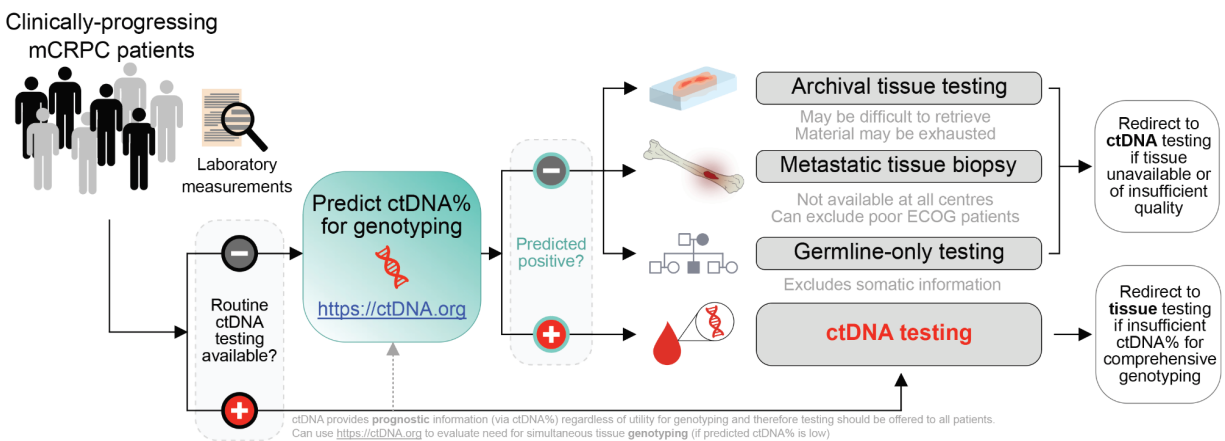 Clinically-progressing
mCRPC patients
Laboratory
measurements
Routine
ctDNA
testing
available?
Predict ctDNA%
for genotyping
https://ctDNA.org
Predicted
positive?
Archival tissue testing
May be difficult to retrieve
Material may be exhausted
Metastatic tissue biopsy
Not available at all centres
Can exclude poor ECOG patients
Germline-only testing
Excludes somatic information
ctDNA testing
Redirect to
ctDNA testing
if tissue
unavailable or
of insufficient
quality
Redirect to
tissue testing
if insufficient
ctDNA% for
comprehensive
genotyping
ctDNA provides prognostic information (via ctDNA%) regardless of utility for genotyping and therefore testing should be offered to all patients.
Can use https://ctDNA.org to evaluate need for simultaneous tissue genotyping (if predicted ctDNA% is low)